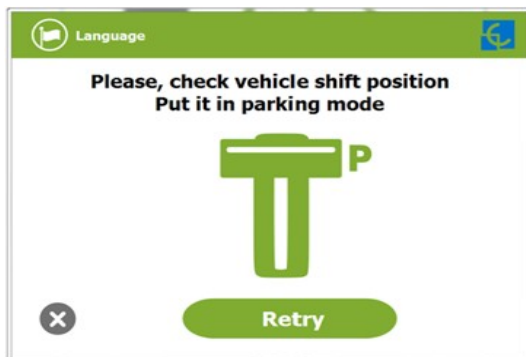 Language
Please, check vehicle shift position
Put it in parking mode
P
Retry